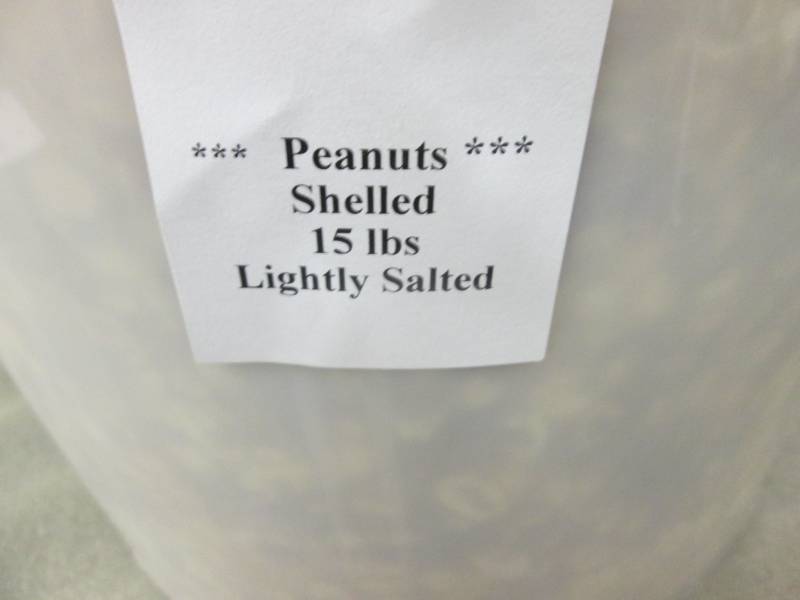 *** Peanuts ***
Shelled
15 lbs
Lightly Salted